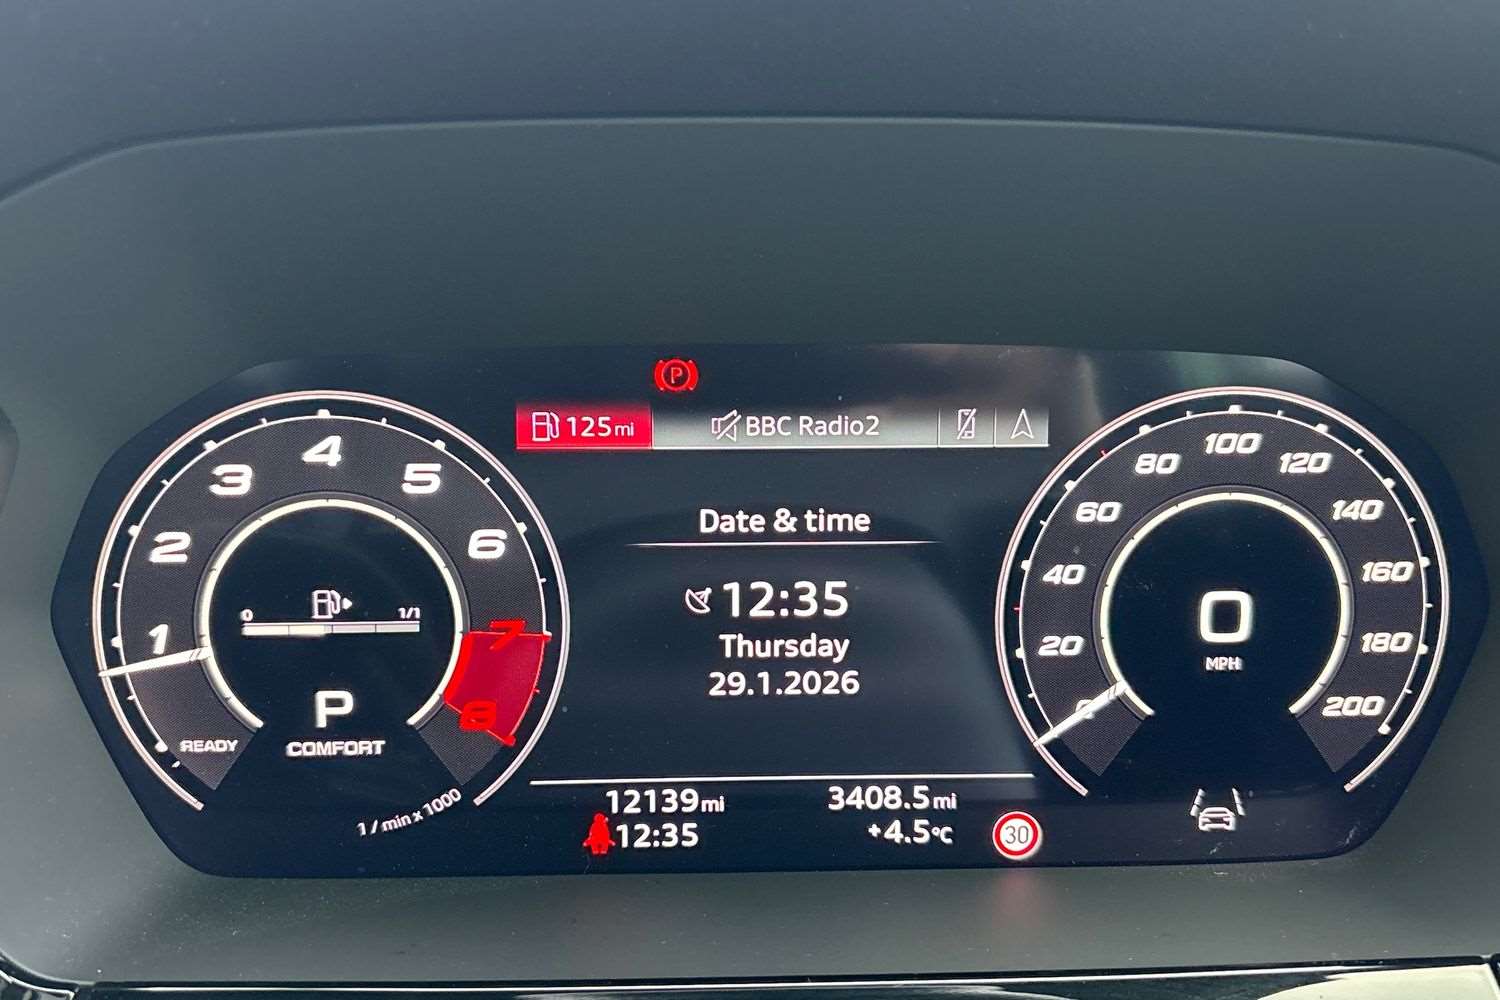 P
125mi
BBC Radio2
Date & time
12:35
Thursday
29.1.2026
1
2
3
4
5
6
7
8
READY
0
1/1
P
COMFORT
1 / min x 1000
0
20
40
60
80
100
120
140
160
180
200
0
MPH
12139mi
3408.5mi
12:35
+4.5°C
30